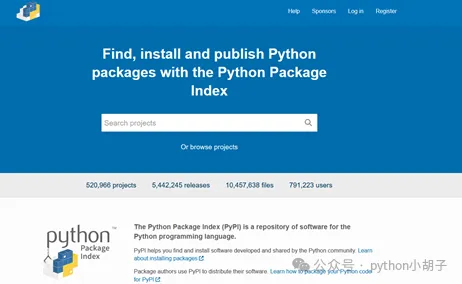 Help Sponsors Log in Register
Find, install and publish Python
packages with the Python Package
Index
Search projects
Or browse projects
520,966 projects 5,442,245 releases 10,457,638 files 791,223 users
python™
Package
Index
The Python Package Index (PyPI) is a repository of software for the
Python programming language.
PyPI helps you find and install software developed and shared by the Python community. Learn
about installing packages
Package authors use PyPI to distribute their software. Learn how to package your Python code
for PyPI
公众号 · python小胡子